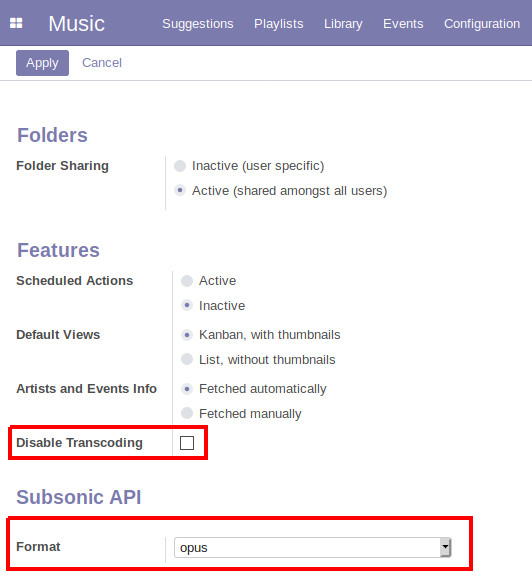 Music Suggestions Playlists Library Events Configuration
Apply Cancel
Folders
Folder Sharing Inactive (user specific)
Active (shared amongst all users)
Features
Scheduled Actions Active
Inactive
Default Views Kanban, with thumbnails
List, without thumbnails
Artists and Events Info Fetched automatically
Fetched manually
Disable Transcoding
Subsonic API
Format opus